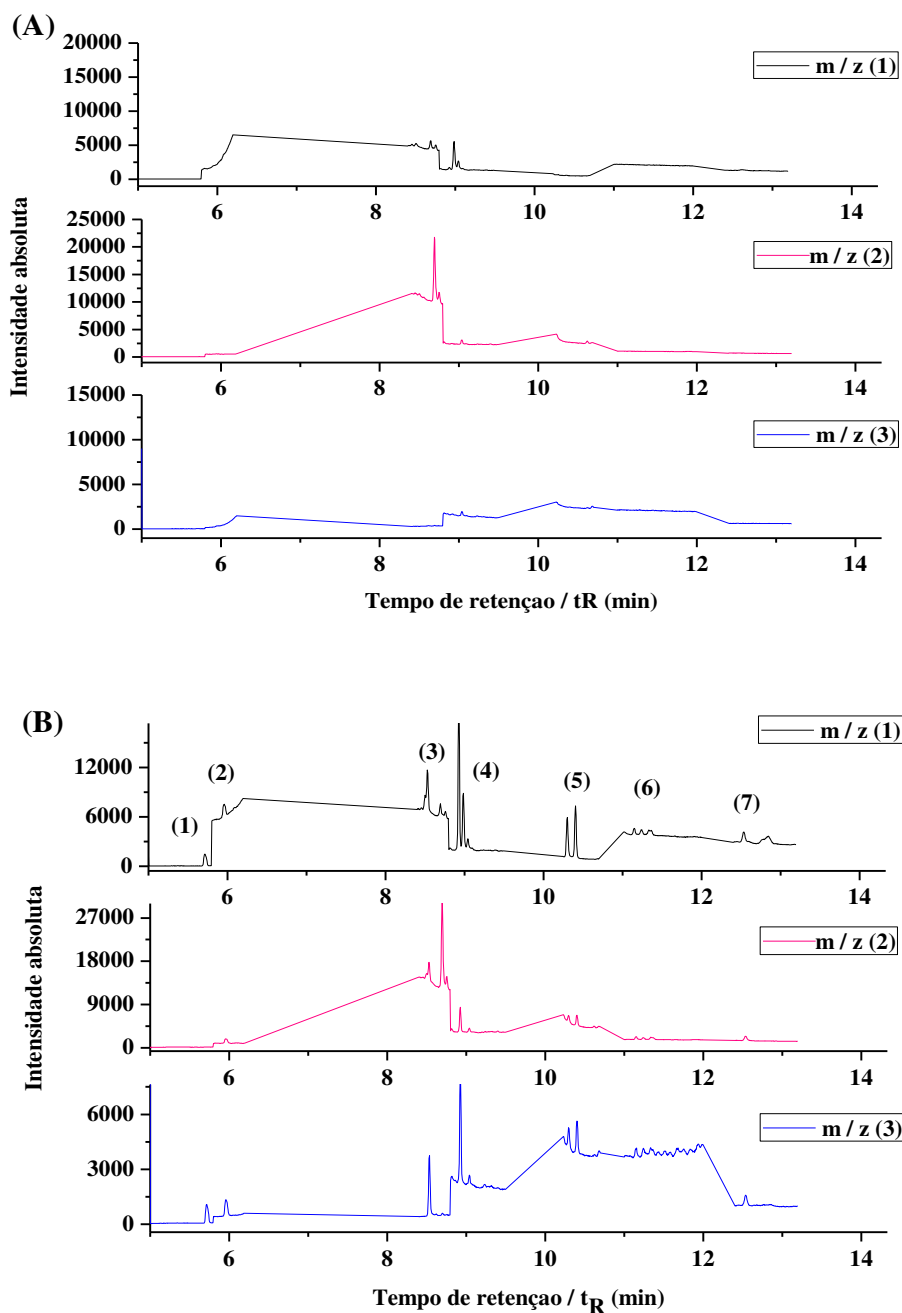 (A)
20000
15000
10000
5000
0
m / z (1)
6 8 10 12 14
25000
20000
15000
10000
5000
0
m / z (2)
6 8 10 12 14
15000
10000
5000
0
m / z (3)
6 8 10 12 14
Intensidade absoluta
Tempo de retençao / tR (min)
(B)
12000
6000
0
m / z (1)
(1) (2) (3) (4) (5) (6) (7)
6 8 10 12 14
27000
18000
9000
0
m / z (2)
6 8 10 12 14
6000
3000
0
m / z (3)
6 8 10 12 14
Intensidade absoluta
Tempo de retençao / tR (min)